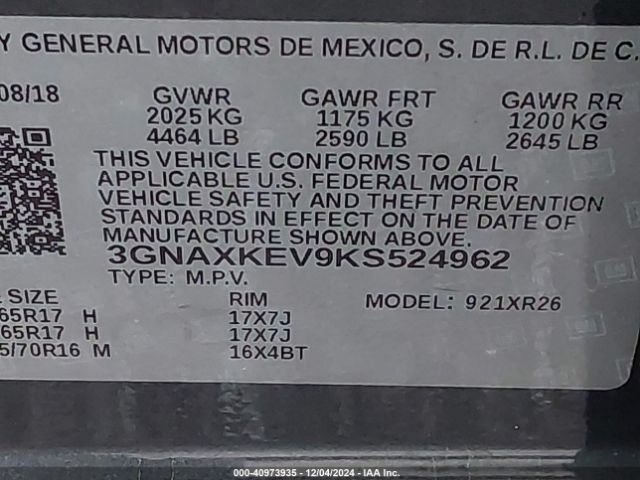 Y GENERAL MOTORS DE MEXICO, S. DE R.L. DE C.
08/18 GVWR GAWR FRT GAWR RR
2025 KG 1175 KG 1200 KG
4464 LB 2590 LB 2645 LB
THIS VEHICLE CONFORMS TO ALL
APPLICABLE U.S. FEDERAL MOTOR
VEHICLE SAFETY AND THEFT PREVENTION
STANDARDS IN EFFECT ON THE DATE OF
MANUFACTURE SHOWN ABOVE.
3GNAXKEV9KS524962
TYPE: M.P.V.
SIZE RIM MODEL: 921XR26
65R17 H 17X7J
65R17 H 17X7J
5/70R16 M 16X4BT
000-40973935 - 12/04/2024 - IAA Inc.